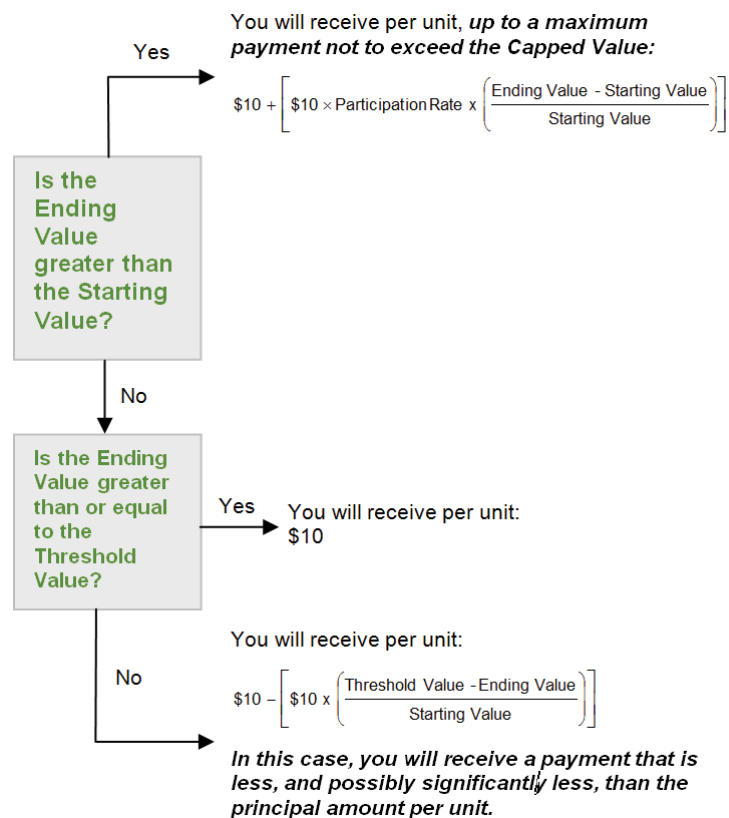 You will receive per unit, up to a maximum
payment not to exceed the Capped Value:
Yes
$10 + [ $10 × Participation Rate x ( Ending Value - Starting Value / Starting Value ) ]
Is the
Ending
Value
greater than
the Starting
Value?
No
Is the Ending
Value greater
than or equal
to the
Threshold
Value?
Yes
You will receive per unit:
$10
No
You will receive per unit:
$10 – [ $10 x ( Threshold Value - Ending Value / Starting Value ) ]
In this case, you will receive a payment that is
less, and possibly significantly less, than the
principal amount per unit.